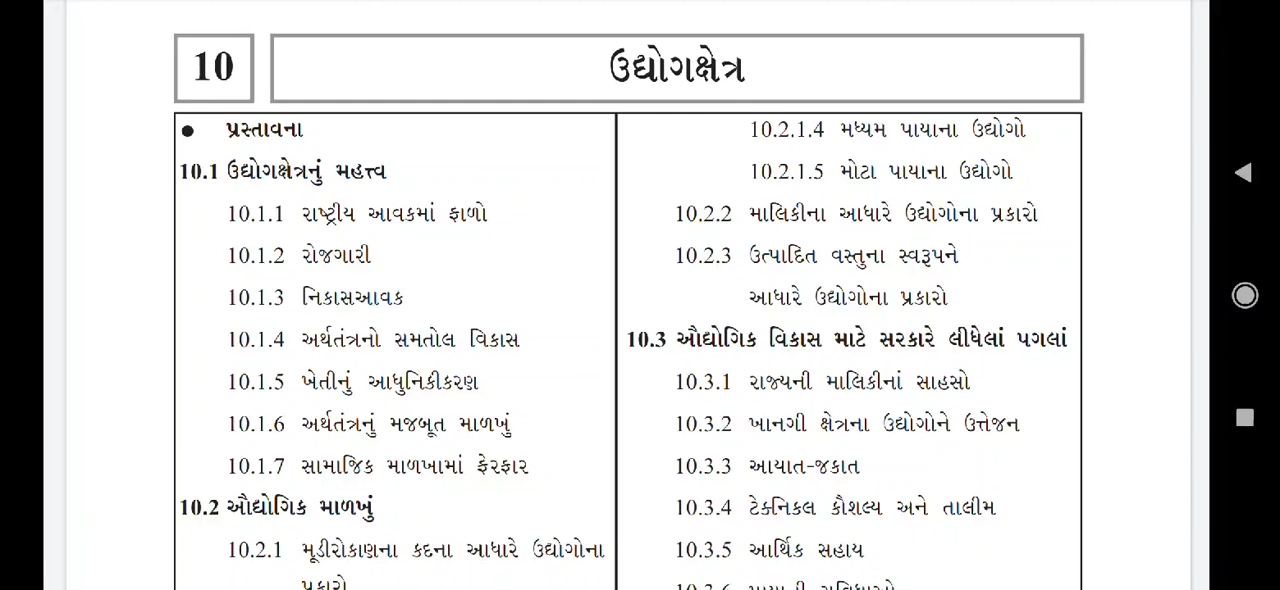 10
ઉદ્યોગક્ષેત્ર
● પ્રસ્તાવના
10.1 ઉદ્યોગક્ષેત્રનું મહત્ત્વ
10.1.1 રાષ્ટ્રીય આવકમાં ફાળો
10.1.2 રોજગારી
10.1.3 નિકાસઆવક
10.1.4 અર્થતંત્રનો સમતોલ વિકાસ
10.1.5 ખેતીનું આધુનિકીકરણ
10.1.6 અર્થતંત્રનું મજબૂત માળખું
10.1.7 સામાજિક માળખામાં ફેરફાર
10.2 ઔદ્યોગિક માળખું
10.2.1 મૂડીરોકાણના કદના આધારે ઉદ્યોગોના
પ્રકારો
10.2.1.4 મધ્યમ પાયાના ઉદ્યોગો
10.2.1.5 મોટા પાયાના ઉદ્યોગો
10.2.2 માલિકીના આધારે ઉદ્યોગોના પ્રકારો
10.2.3 ઉત્પાદિત વસ્તુના સ્વરૂપને
આધારે ઉદ્યોગોના પ્રકારો
10.3 ઔદ્યોગિક વિકાસ માટે સરકારે લીધેલાં પગલાં
10.3.1 રાજ્યની માલિકીનાં સાહસો
10.3.2 ખાનગી ક્ષેત્રના ઉદ્યોગોને ઉત્તેજન
10.3.3 આયાત-જકાત
10.3.4 ટેક્નિકલ કૌશલ્ય અને તાલીમ
10.3.5 આર્થિક સહાય